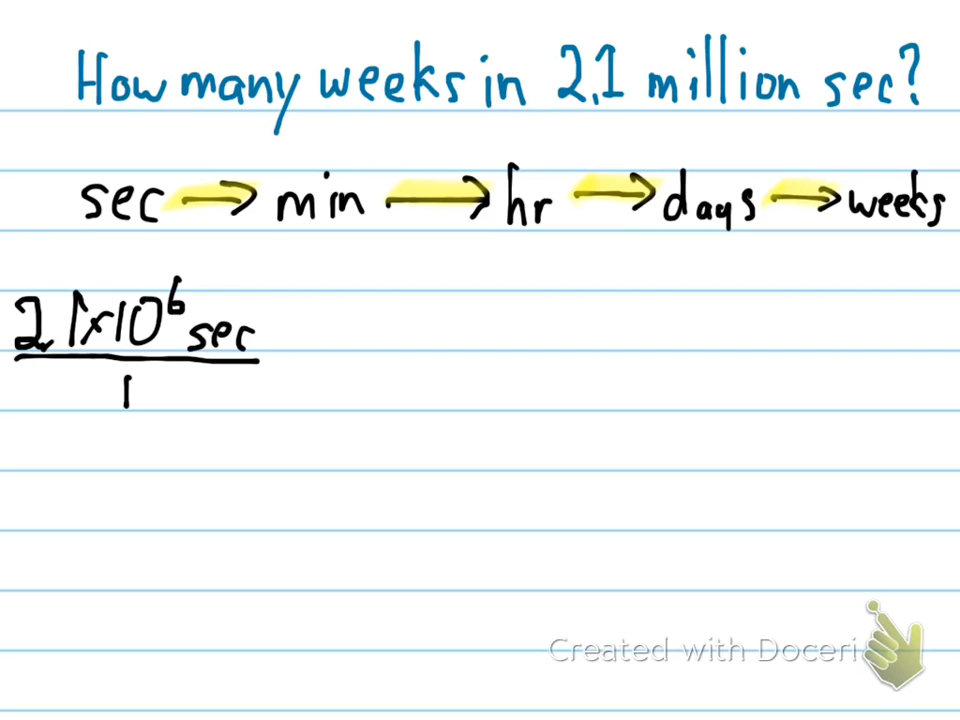 How many weeks in 2.1 million sec?
sec → min → hr → days → weeks
2.1×10⁶ sec
1
Created with Doceri